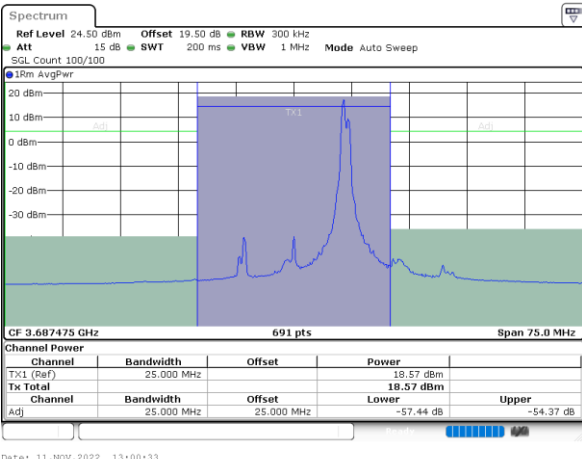 Spectrum
Ref Level 24.50 dBm Offset 19.50 dB RBW 300 kHz
Att 15 dB SWT 200 ms VBW 1 MHz Mode Auto Sweep
SGL Count 100/100
1Rm AvgPwr
20 dBm
TX1
10 dBm
Adj Adj
0 dBm
-10 dBm
-20 dBm
-30 dBm
CF 3.687475 GHz 691 pts Span 75.0 MHz
Channel Power
Channel Bandwidth Offset Power
TX1 (Ref) 25.000 MHz 18.57 dBm
Tx Total 18.57 dBm
Channel Bandwidth Offset Lower Upper
Adj 25.000 MHz 25.000 MHz -57.44 dB -54.37 dB
Ready
Date: 11.NOV.2022 13:00:33